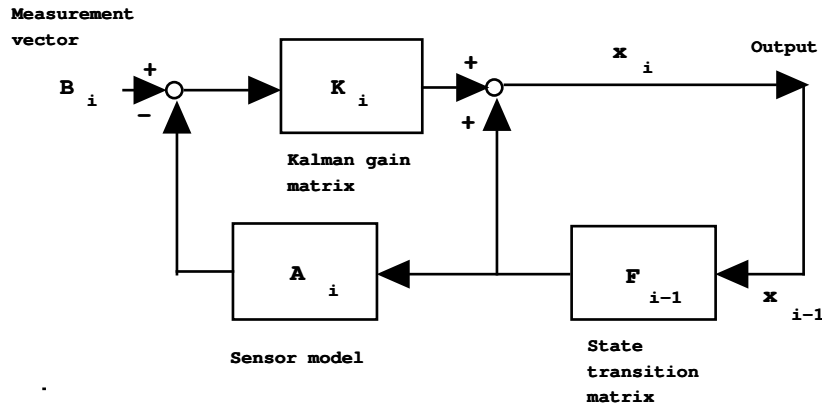 Measurement
vector
B i
+
−
K i
Kalman gain
matrix
+
+
x i
Output
A i
Sensor model
F i−1
State
transition
matrix
x i−1